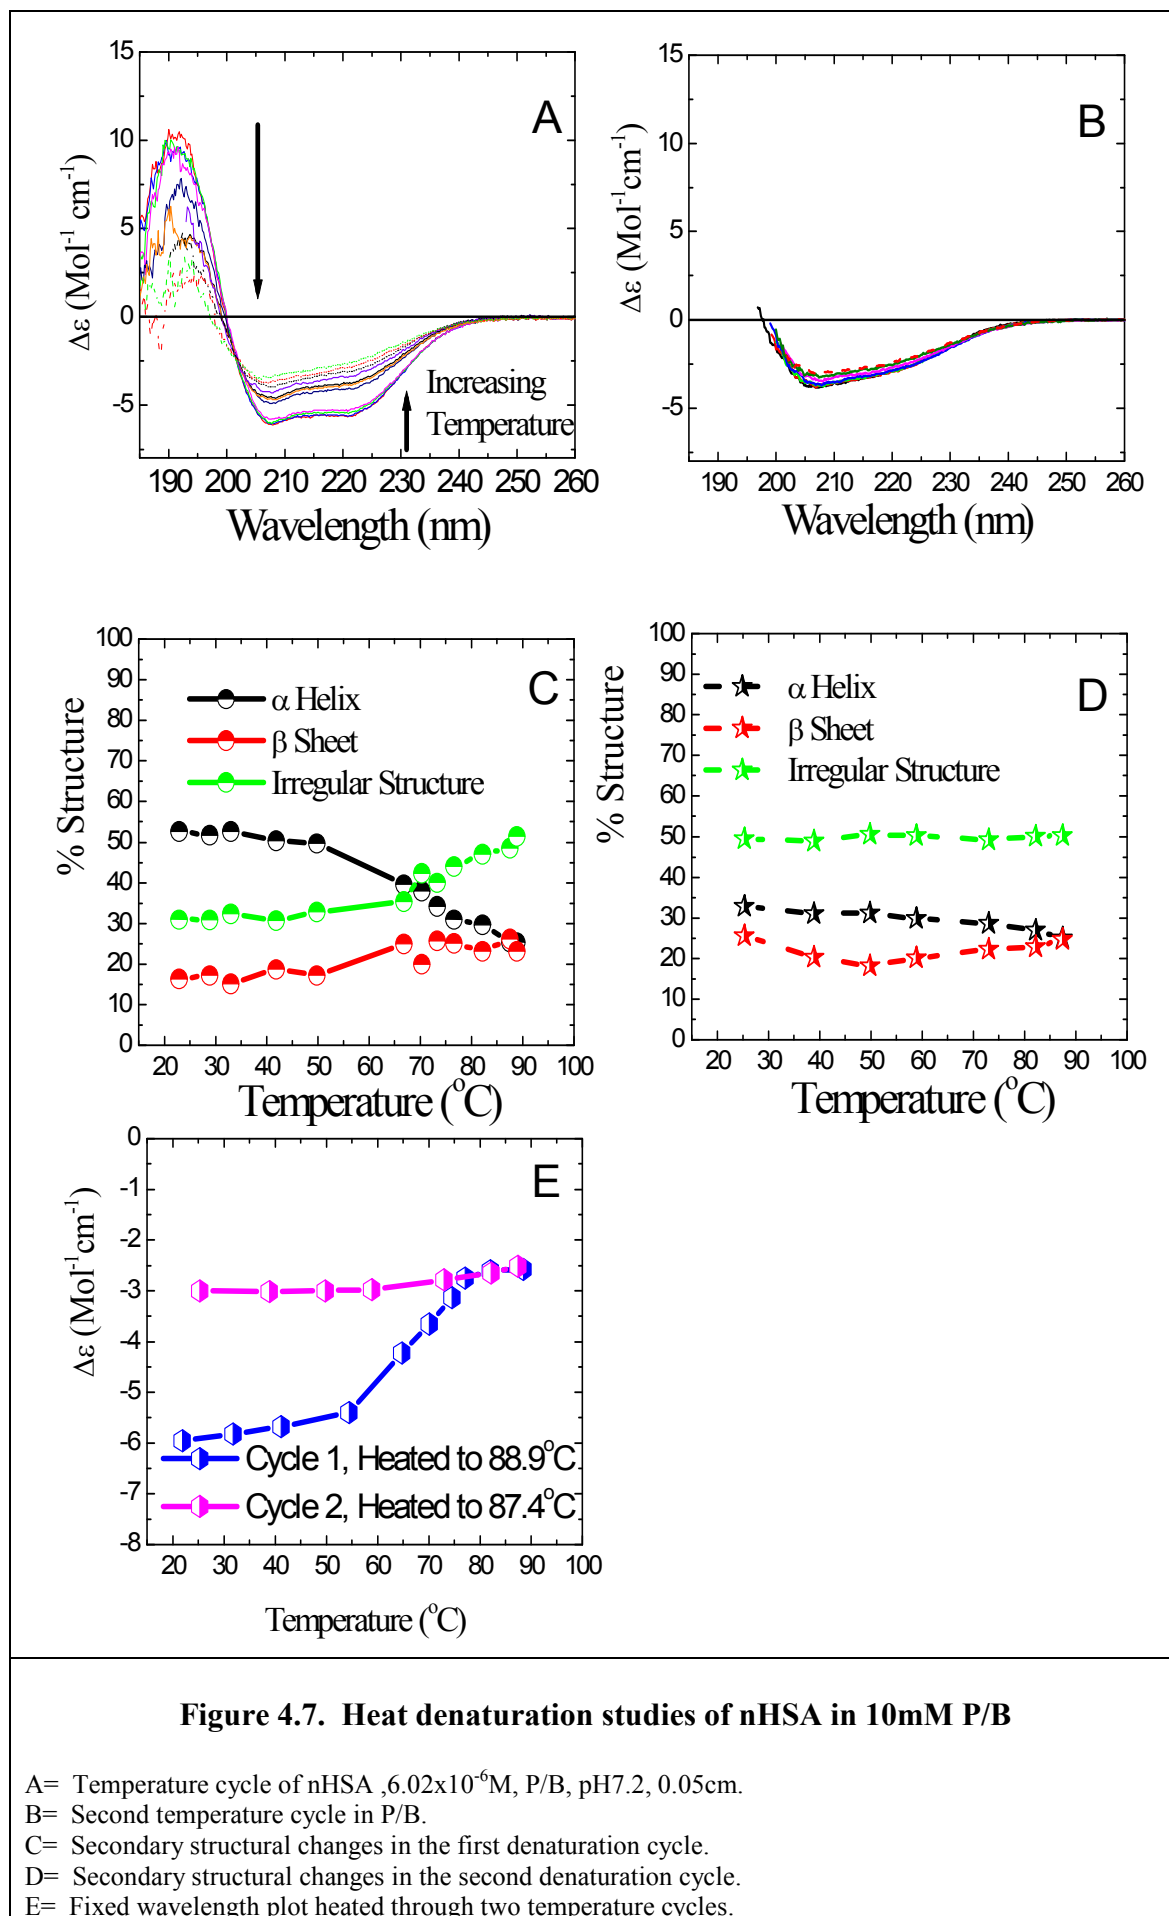 15
10
5
0
-5
Δε (Mol⁻¹ cm⁻¹)
A
Increasing
Temperature
190 200 210 220 230 240 250 260
Wavelength (nm)
15
10
5
0
-5
Δε (Mol⁻¹cm⁻¹)
B
190 200 210 220 230 240 250 260
Wavelength (nm)
100
90
80
70
60
50
40
30
20
10
0
% Structure
C
α Helix
β Sheet
Irregular Structure
20 30 40 50 60 70 80 90 100
Temperature (°C)
100
90
80
70
60
50
40
30
20
10
0
% Structure
D
α Helix
β Sheet
Irregular Structure
20 30 40 50 60 70 80 90 100
Temperature (°C)
0
-1
-2
-3
-4
-5
-6
-7
-8
Δε (Mol⁻¹cm⁻¹)
E
Cycle 1, Heated to 88.9°C
Cycle 2, Heated to 87.4°C
20 30 40 50 60 70 80 90 100
Temperature (°C)
Figure 4.7. Heat denaturation studies of nHSA in 10mM P/B
A= Temperature cycle of nHSA ,6.02x10⁻⁶M, P/B, pH7.2, 0.05cm.
B= Second temperature cycle in P/B.
C= Secondary structural changes in the first denaturation cycle.
D= Secondary structural changes in the second denaturation cycle.
E= Fixed wavelength plot heated through two temperature cycles.